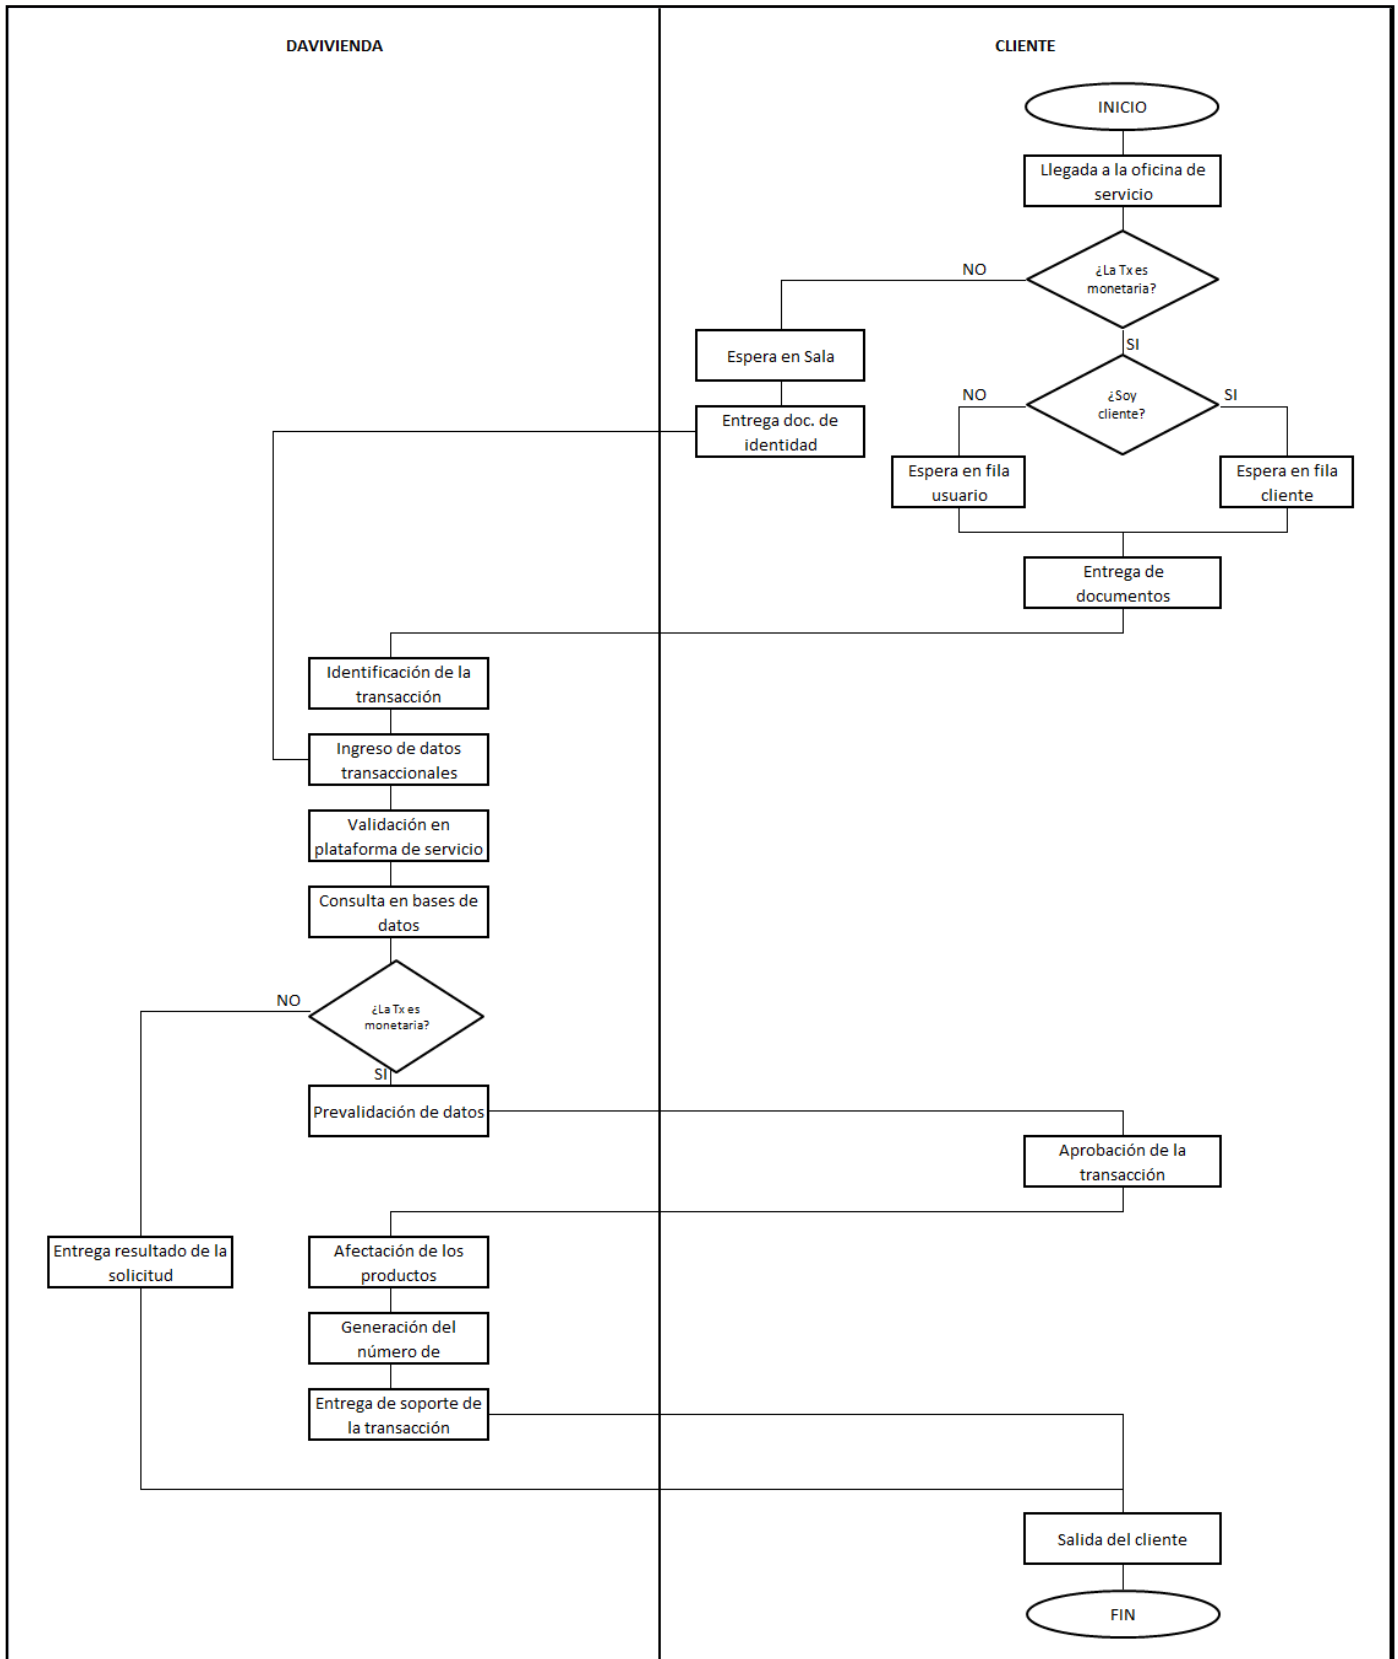 DAVIVIENDA
CLIENTE
INICIO
Llegada a la oficina de
servicio
¿La Tx es
monetaria?
NO
SI
Espera en Sala
¿Soy
cliente?
NO
SI
Entrega doc. de
identidad
Espera en fila
usuario
Espera en fila
cliente
Entrega de
documentos
Identificación de la
transacción
Ingreso de datos
transaccionales
Validación en
plataforma de servicio
Consulta en bases de
datos
¿La Tx es
monetaria?
NO
SI
Prevalidación de datos
Aprobación de la
transacción
Entrega resultado de la
solicitud
Afectación de los
productos
Generación del
número de
Entrega de soporte de
la transacción
Salida del cliente
FIN